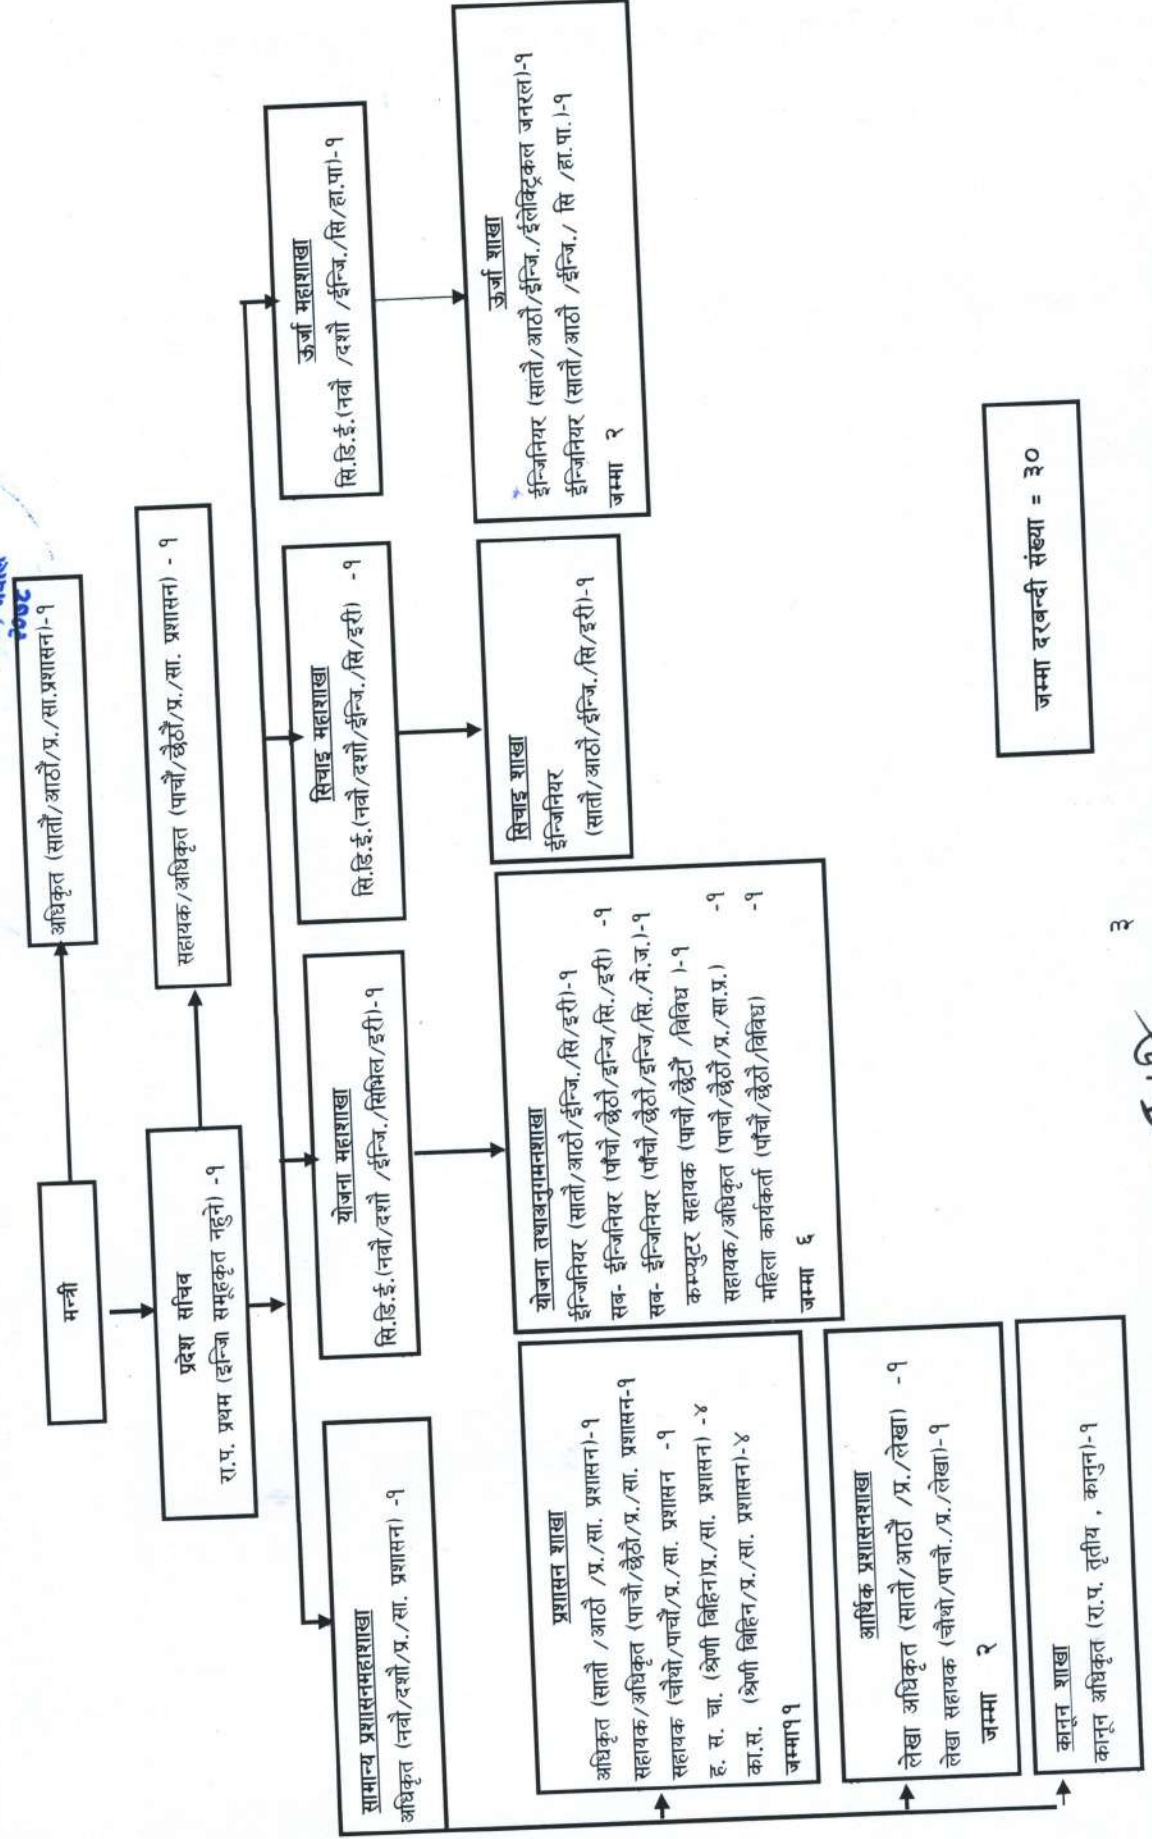 २०७८
मन्त्री
अधिकृत (सातौं/आठौं/प्र./सा.प्रशासन)-१
प्रदेश सचिव
रा.प. प्रथम (इन्जि समूहकृत नहुने) -१
सहायक/अधिकृत (पाचौं/छैठौं/प्र./सा. प्रशासन) - १
सामान्य प्रशासनमहाशाखा
अधिकृत (नवौं/दशौं/प्र./सा. प्रशासन) -१
योजना महाशाखा
सि.डि.ई.(नवौं/दशौं /ईन्जि./सिभिल/इरी)-१
सिचाइ महाशाखा
सि.डि.ई.(नवौं/दशौं/ईन्जि./सि/इरी) -१
ऊर्जा महाशाखा
सि.डि.ई.(नवौं /दशौं /ईन्जि./सि/हा.पा)-१
प्रशासन शाखा
अधिकृत (सातौं /आठौं /प्र./सा. प्रशासन)-१
सहायक/अधिकृत (पाचौं/छैठौं/प्र./सा. प्रशासन-१
सहायक (चौथो/पाचौं/प्र./सा. प्रशासन -१
ह. स. चा. (श्रेणी बिहिन)प्र./सा. प्रशासन) -४
का.स. (श्रेणी बिहिन/प्र./सा. प्रशासन)-४
जम्मा११
योजना तथाअनुगमनशाखा
ईन्जिनियर (सातौं/आठौं/ईन्जि./सि/इरी)-१
सब- ईन्जिनियर (पाँचौं/छैठौं/इन्जि/सि./इरी) -१
सब- ईन्जिनियर (पाँचौं/छैठौं/इन्जि/सि./मे.ज.)-१
कम्प्युटर सहायक (पाचौं/छैटौं /विविध )-१
सहायक/अधिकृत (पाचौं/छैठौं/प्र./सा.प्र.) -१
महिला कार्यकर्ता (पाँचौं/छैठौं/विविध) -१
जम्मा ६
सिचाइ शाखा
ईन्जिनियर
(सातौं/आठौं/ईन्जि./सि/इरी)-१
ऊर्जा शाखा
ईन्जिनियर (सातौं/आठौं/ईन्जि./ईलेक्ट्रिकल जनरल)-१
ईन्जिनियर (सातौं/आठौं /ईन्जि./ सि /हा.पा.)-१
जम्मा २
आर्थिक प्रशासनशाखा
लेखा अधिकृत (सातौं/आठौं /प्र./लेखा) -१
लेखा सहायक (चौथो/पाचौं./प्र./लेखा)-१
जम्मा २
कानून शाखा
कानून अधिकृत (रा.प. तृतीय , कानुन)-१
जम्मा दरबन्दी संख्या = ३०
३